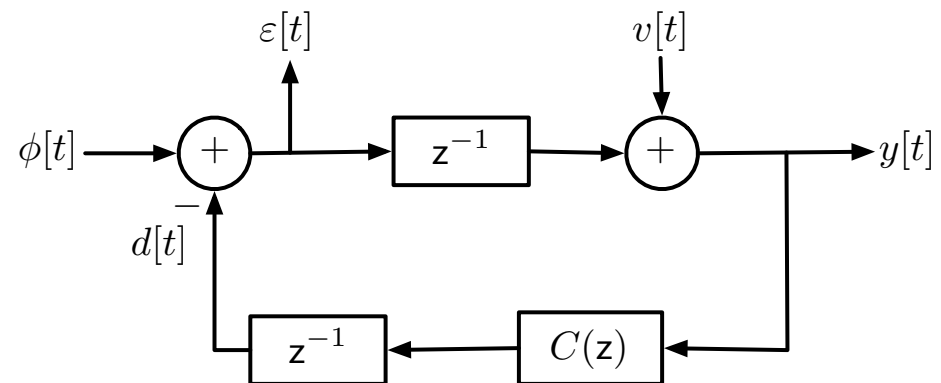 ε[t] v[t]
ϕ[t] + z⁻¹ + y[t]
−
d[t]
z⁻¹ C(z)